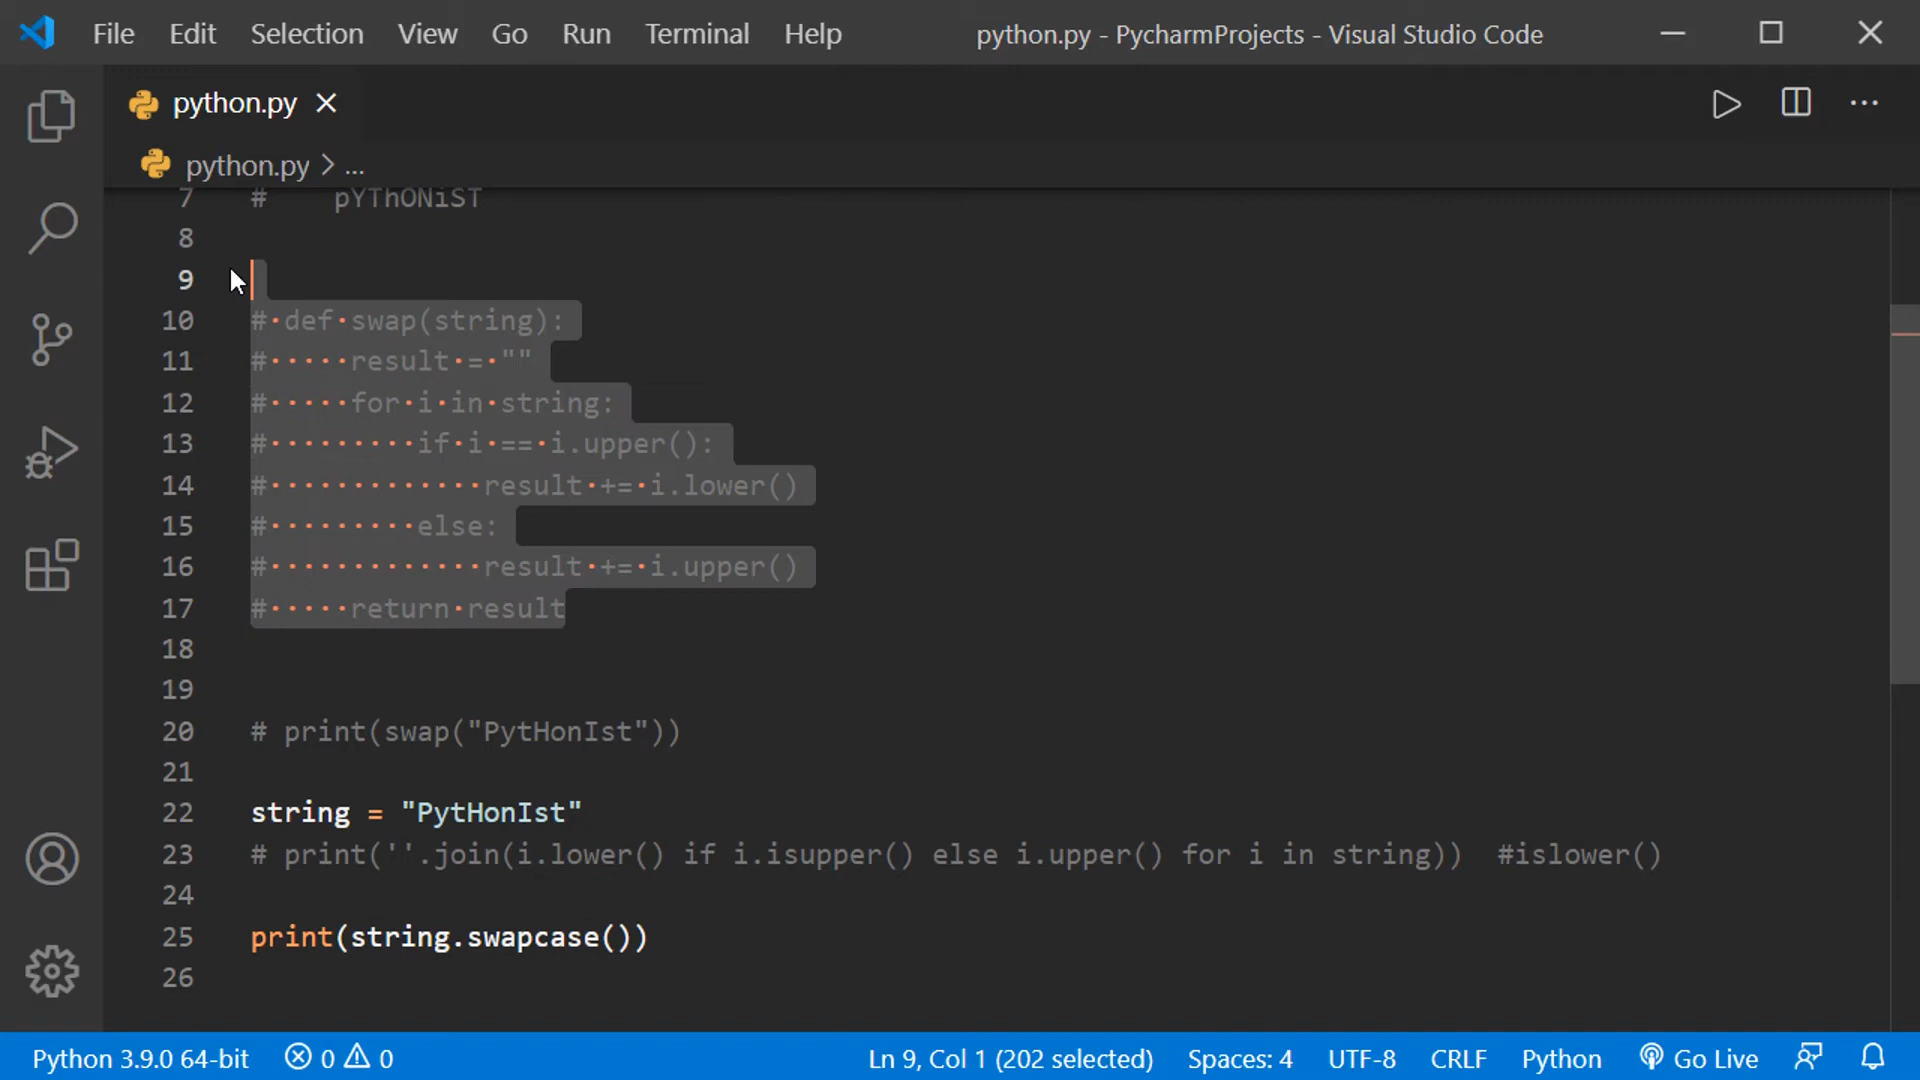 File Edit Selection View Go Run Terminal Help python.py - PycharmProjects - Visual Studio Code
python.py
python.py > ...
7 #    pYThONiST
8
9
10 # def swap(string):
11 #     result = ""
12 #     for i in string:
13 #         if i == i.upper():
14 #             result += i.lower()
15 #         else:
16 #             result += i.upper()
17 #     return result
18
19
20 # print(swap("PytHonIst"))
21
22 string = "PytHonIst"
23 # print(''.join(i.lower() if i.isupper() else i.upper() for i in string))  #islower()
24
25 print(string.swapcase())
26
Python 3.9.0 64-bit 0 0 Ln 9, Col 1 (202 selected) Spaces: 4 UTF-8 CRLF Python Go Live